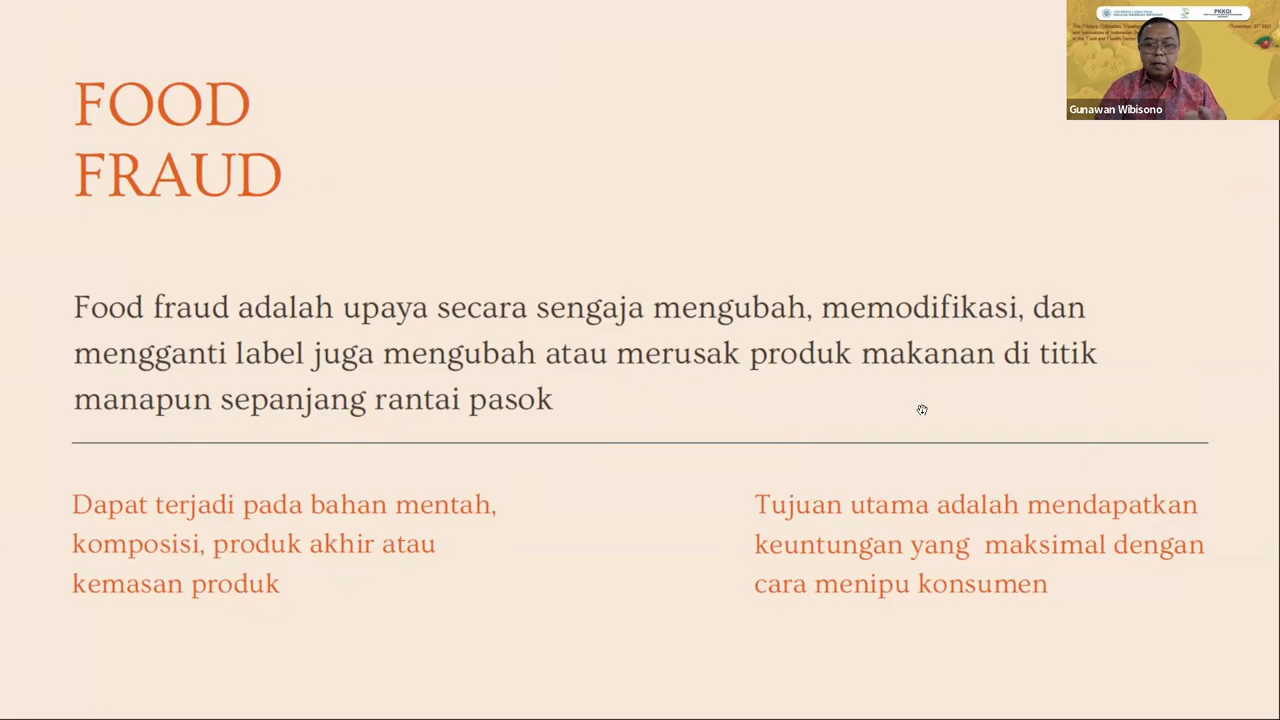 FOOD
FRAUD
Food fraud adalah upaya secara sengaja mengubah, memodifikasi, dan
mengganti label juga mengubah atau merusak produk makanan di titik
manapun sepanjang rantai pasok
Dapat terjadi pada bahan mentah,
komposisi, produk akhir atau
kemasan produk
Tujuan utama adalah mendapatkan
keuntungan yang maksimal dengan
cara menipu konsumen
PKKGI
Gunawan Wibisono